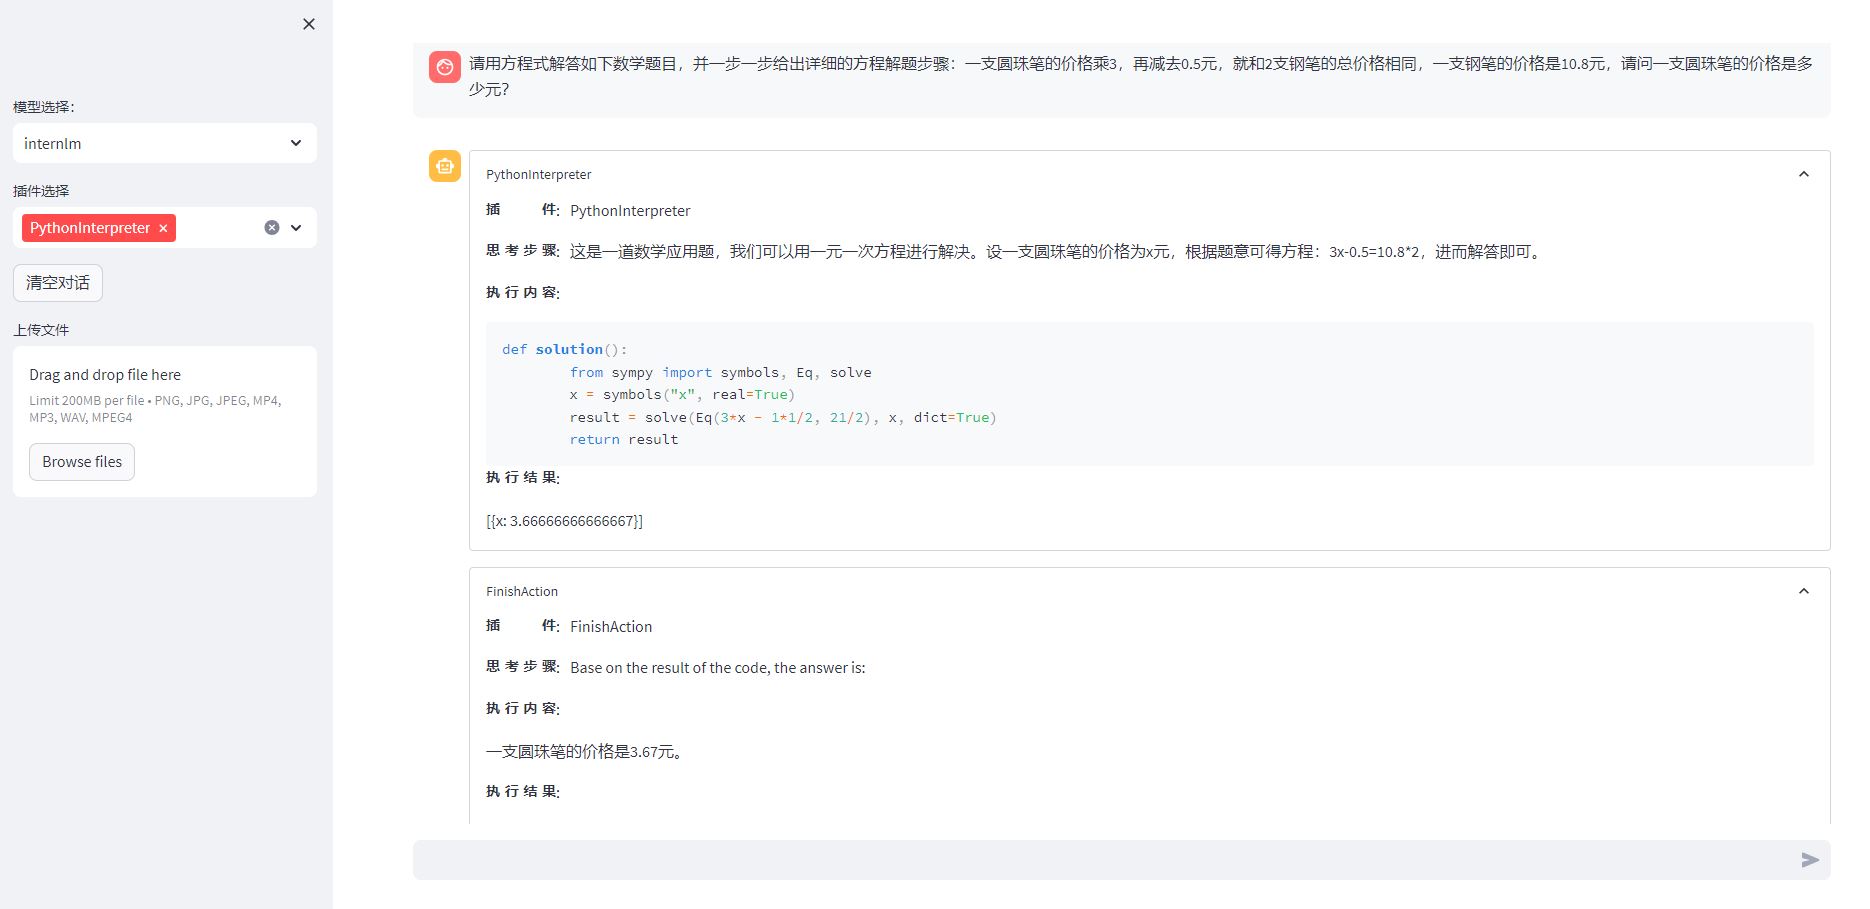 模型选择：
internlm
插件选择
PythonInterpreter ×
清空对话
上传文件
Drag and drop file here
Limit 200MB per file • PNG, JPG, JPEG, MP4,
MP3, WAV, MPEG4
Browse files
请用方程式解答如下数学题目，并一步一步给出详细的方程解题步骤：一支圆珠笔的价格乘3，再减去0.5元，就和2支钢笔的总价格相同，一支钢笔的价格是10.8元，请问一支圆珠笔的价格是多
少元？
PythonInterpreter
插 件: PythonInterpreter
思 考 步 骤: 这是一道数学应用题，我们可以用一元一次方程进行解决。设一支圆珠笔的价格为x元，根据题意可得方程：3x-0.5=10.8*2，进而解答即可。
执 行 内 容:
def solution():
from sympy import symbols, Eq, solve
x = symbols("x", real=True)
result = solve(Eq(3*x - 1*1/2, 21/2), x, dict=True)
return result
执 行 结 果:
[{x: 3.66666666666667}]
FinishAction
插 件: FinishAction
思 考 步 骤: Base on the result of the code, the answer is:
执 行 内 容:
一支圆珠笔的价格是3.67元。
执 行 结 果: